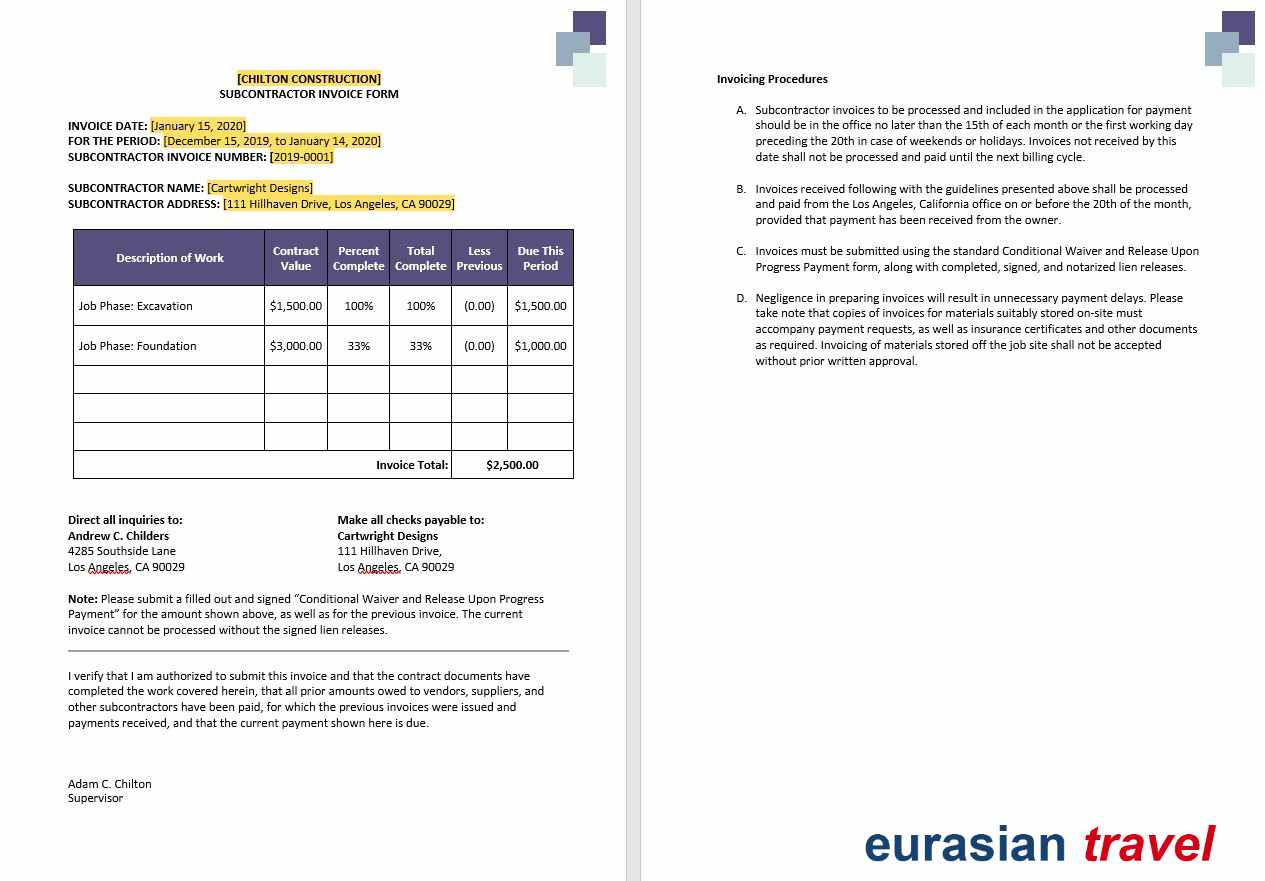 [CHILTON CONSTRUCTION]
SUBCONTRACTOR INVOICE FORM
INVOICE DATE: [January 15, 2020]
FOR THE PERIOD: [December 15, 2019, to January 14, 2020]
SUBCONTRACTOR INVOICE NUMBER: [2019-0001]
SUBCONTRACTOR NAME: [Cartwright Designs]
SUBCONTRACTOR ADDRESS: [111 Hillhaven Drive, Los Angeles, CA 90029]
Description of Work Contract Value Percent Complete Total Complete Less Previous Due This Period
Job Phase: Excavation $1,500.00 100% 100% (0.00) $1,500.00
Job Phase: Foundation $3,000.00 33% 33% (0.00) $1,000.00
Invoice Total: $2,500.00
Direct all inquiries to:
Andrew C. Childers
4285 Southside Lane
Los Angeles, CA 90029
Make all checks payable to:
Cartwright Designs
111 Hillhaven Drive,
Los Angeles, CA 90029
Note: Please submit a filled out and signed “Conditional Waiver and Release Upon Progress
Payment” for the amount shown above, as well as for the previous invoice. The current
invoice cannot be processed without the signed lien releases.
I verify that I am authorized to submit this invoice and that the contract documents have
completed the work covered herein, that all prior amounts owed to vendors, suppliers, and
other subcontractors have been paid, for which the previous invoices were issued and
payments received, and that the current payment shown here is due.
Adam C. Chilton
Supervisor
Invoicing Procedures
A. Subcontractor invoices to be processed and included in the application for payment
should be in the office no later than the 15th of each month or the first working day
preceding the 20th in case of weekends or holidays. Invoices not received by this
date shall not be processed and paid until the next billing cycle.
B. Invoices received following with the guidelines presented above shall be processed
and paid from the Los Angeles, California office on or before the 20th of the month,
provided that payment has been received from the owner.
C. Invoices must be submitted using the standard Conditional Waiver and Release Upon
Progress Payment form, along with completed, signed, and notarized lien releases.
D. Negligence in preparing invoices will result in unnecessary payment delays. Please
take note that copies of invoices for materials suitably stored on-site must
accompany payment requests, as well as insurance certificates and other documents
as required. Invoicing of materials stored off the job site shall not be accepted
without prior written approval.
eurasian travel